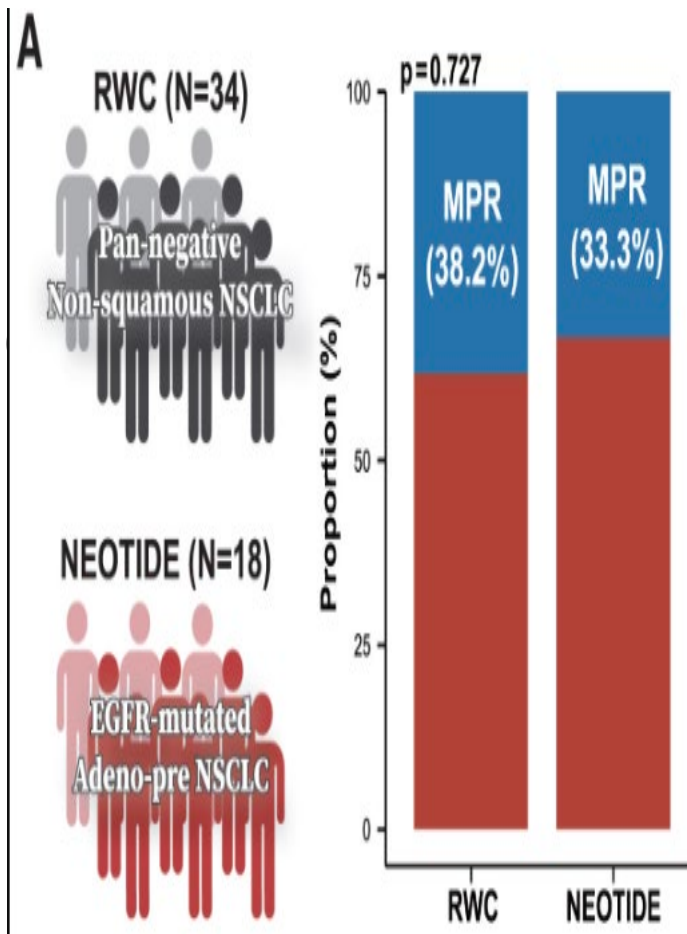 A
RWC (N=34)
Pan-negative
Non-squamous NSCLC
NEOTIDE (N=18)
EGFR-mutated
Adeno-pre NSCLC
p=0.727
Proportion (%)
100
75
50
25
0
MPR
(38.2%)
MPR
(33.3%)
RWC
NEOTIDE